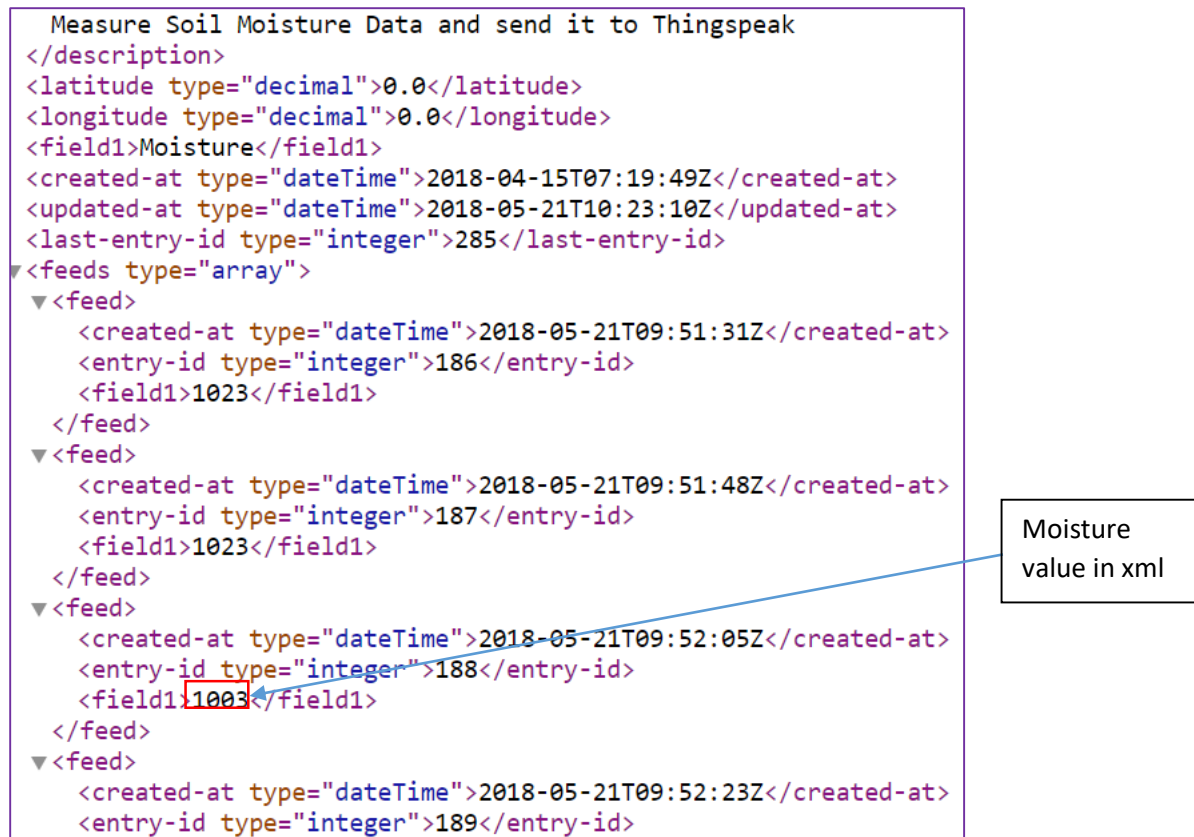 Measure Soil Moisture Data and send it to Thingspeak
</description>
<latitude type="decimal">0.0</latitude>
<longitude type="decimal">0.0</longitude>
<field1>Moisture</field1>
<created-at type="dateTime">2018-04-15T07:19:49Z</created-at>
<updated-at type="dateTime">2018-05-21T10:23:10Z</updated-at>
<last-entry-id type="integer">285</last-entry-id>
▼<feeds type="array">
▼<feed>
<created-at type="dateTime">2018-05-21T09:51:31Z</created-at>
<entry-id type="integer">186</entry-id>
<field1>1023</field1>
</feed>
▼<feed>
<created-at type="dateTime">2018-05-21T09:51:48Z</created-at>
<entry-id type="integer">187</entry-id>
<field1>1023</field1>
</feed>
▼<feed>
<created-at type="dateTime">2018-05-21T09:52:05Z</created-at>
<entry-id type="integer">188</entry-id>
<field1>1003</field1>
</feed>
▼<feed>
<created-at type="dateTime">2018-05-21T09:52:23Z</created-at>
<entry-id type="integer">189</entry-id>
Moisture
value in xml